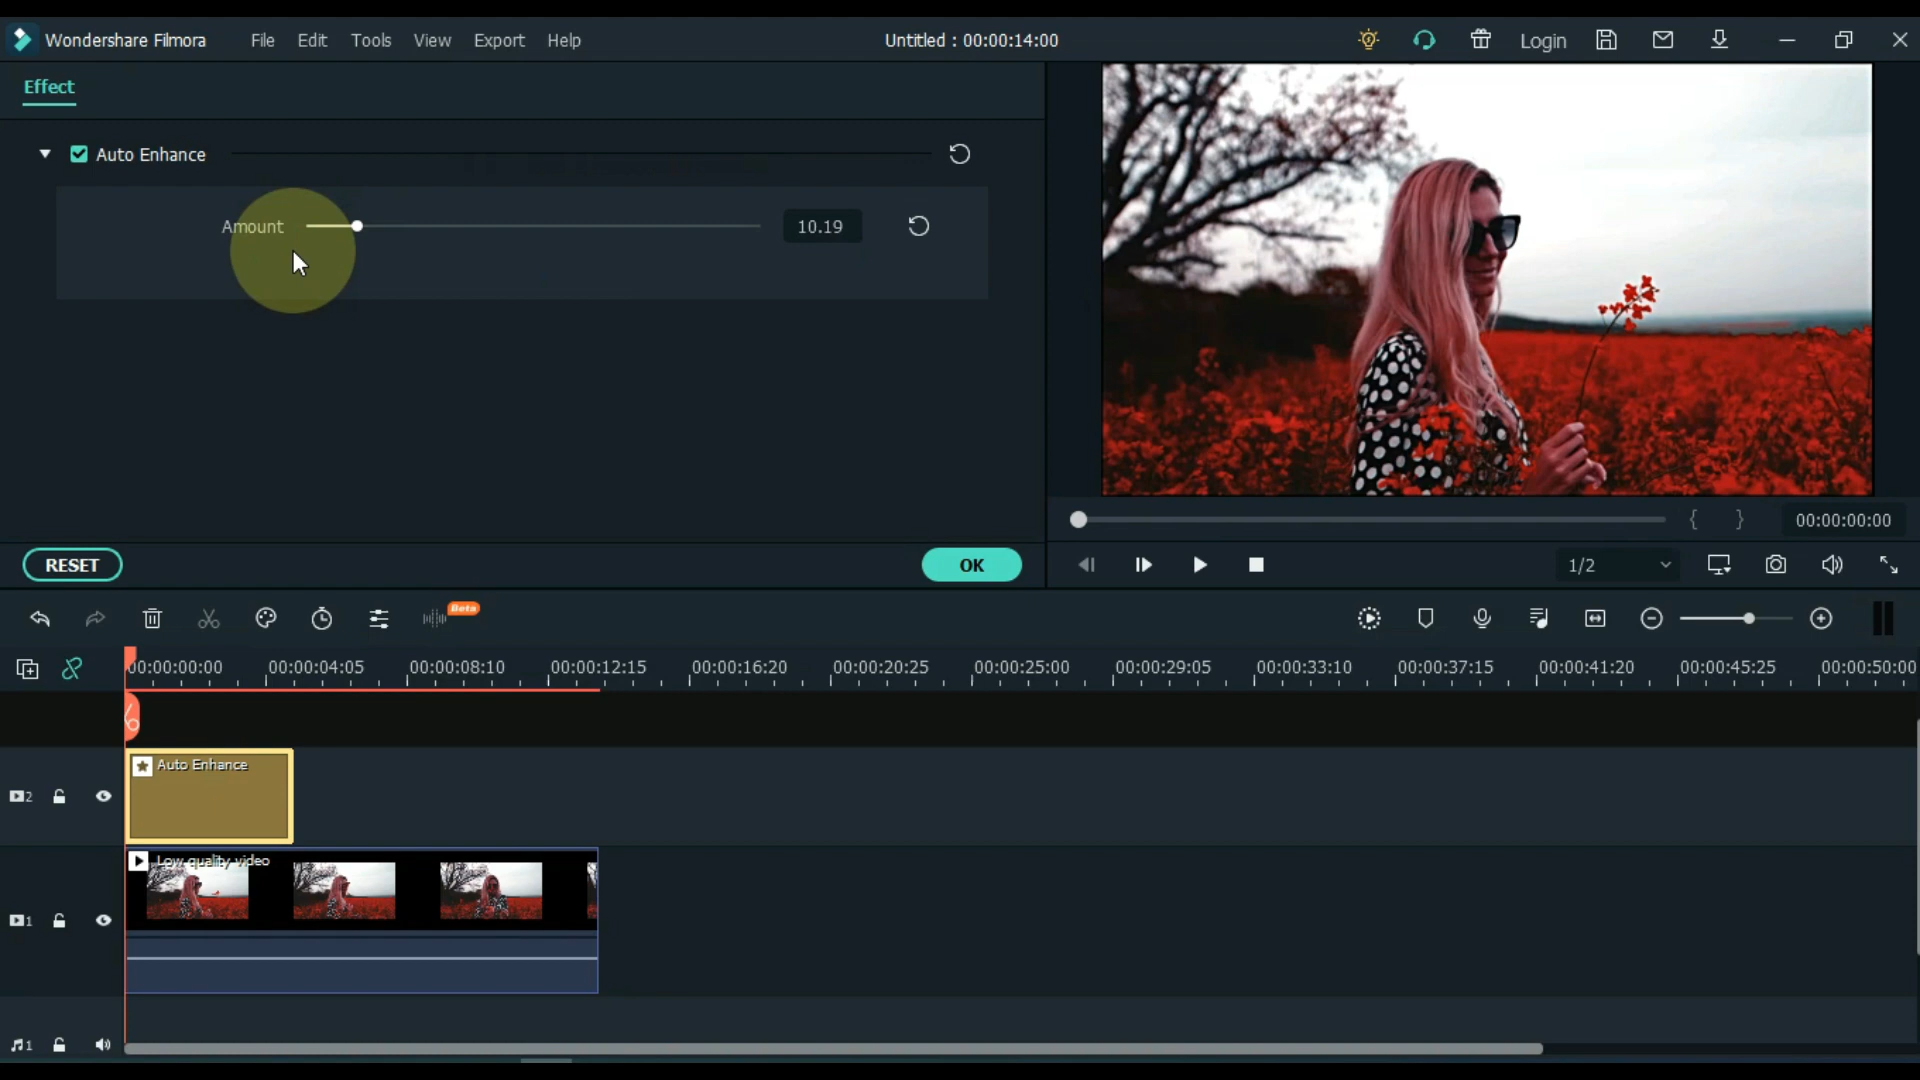 Wondershare Filmora File Edit Tools View Export Help Untitled : 00:00:14:00 Login
Effect
Auto Enhance
Amount 10.19
{ } 00:00:00:00
RESET OK 1/2
Beta
00:00:00:00 00:00:04:05 00:00:08:10 00:00:12:15 00:00:16:20 00:00:20:25 00:00:25:00 00:00:29:05 00:00:33:10 00:00:37:15 00:00:41:20 00:00:45:25 00:00:50:00
Auto Enhance
2
Low quality video
1
1